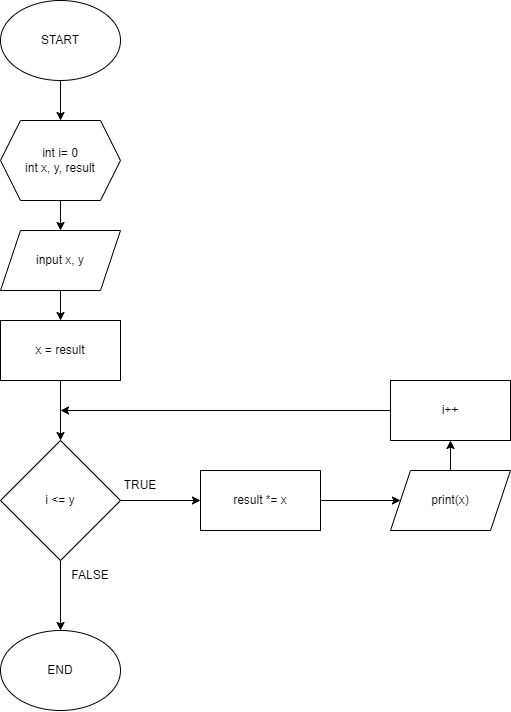 START
int i= 0
int x, y, result
input x, y
x = result
i++
i <= y
TRUE
result *= x
print(x)
FALSE
END